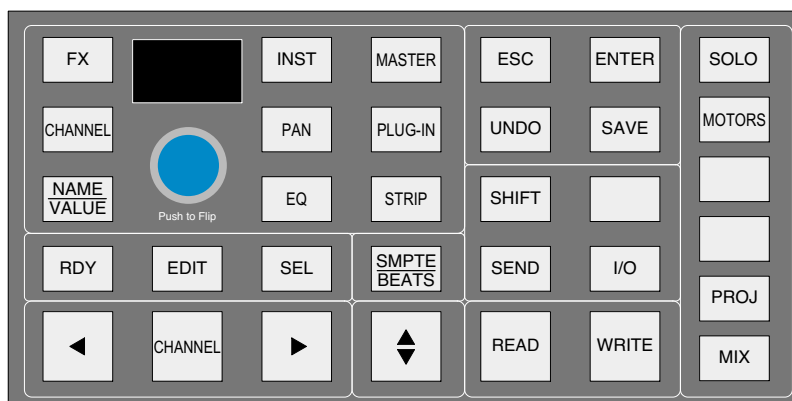 FX
INST
MASTER
ESC
ENTER
SOLO
CHANNEL
PAN
PLUG-IN
UNDO
SAVE
MOTORS
NAME
VALUE
Push to Flip
EQ
STRIP
SHIFT
RDY
EDIT
SEL
SMPTE
BEATS
SEND
I/O
PROJ
CHANNEL
READ
WRITE
MIX